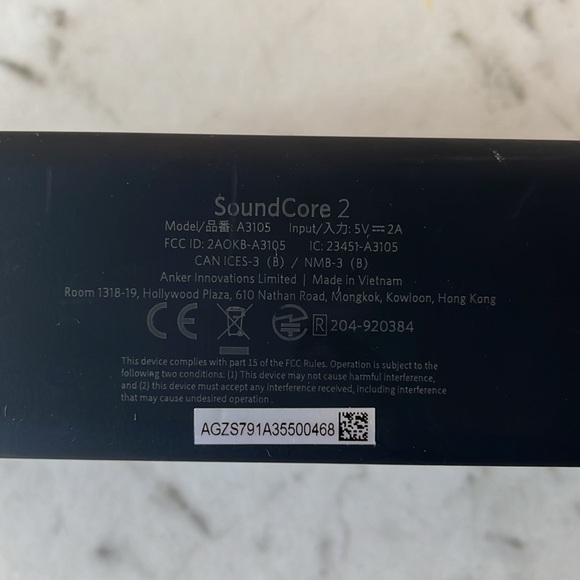 SoundCore 2
Model/品番: A3105 Input/入力: 5V⎓2A
FCC ID: 2AOKB-A3105 IC: 23451-A3105
CAN ICES-3 (B) / NMB-3 (B)
Anker Innovations Limited | Made in Vietnam
Room 1318-19, Hollywood Plaza, 610 Nathan Road, Mongkok, Kowloon, Hong Kong
CE R 204-920384
This device complies with part 15 of the FCC Rules. Operation is subject to the
following two conditions: (1) This device may not cause harmful interference,
and (2) this device must accept any interference received, including interference
that may cause undesired operation.
AGZS791A35500468